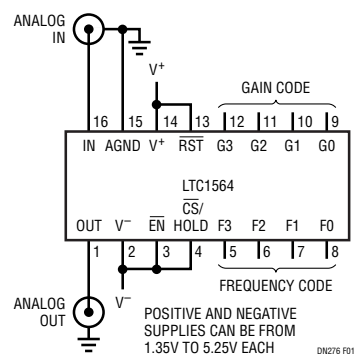 ANALOG
IN
V+
GAIN CODE
16 15 14 13 12 11 10 9
IN AGND V+ RST G3 G2 G1 G0
LTC1564
CS/
OUT V– EN HOLD F3 F2 F1 F0
1 2 3 4 5 6 7 8
FREQUENCY CODE
ANALOG
OUT
V–
POSITIVE AND NEGATIVE
SUPPLIES CAN BE FROM
1.35V TO 5.25V EACH
DN276 F01